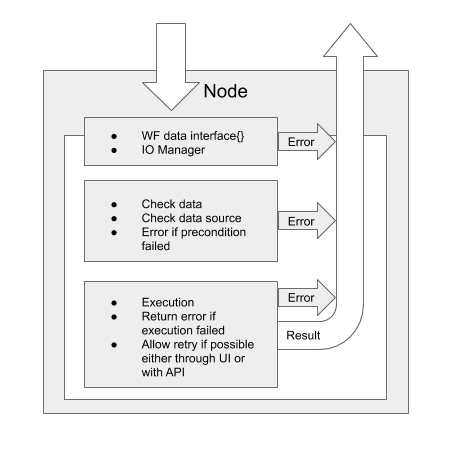 Node
● WF data interface{}
● IO Manager
Error
● Check data
● Check data source
● Error if precondition
failed
Error
● Execution
● Return error if
execution failed
● Allow retry if possible
either through UI or
with API
Error
Result